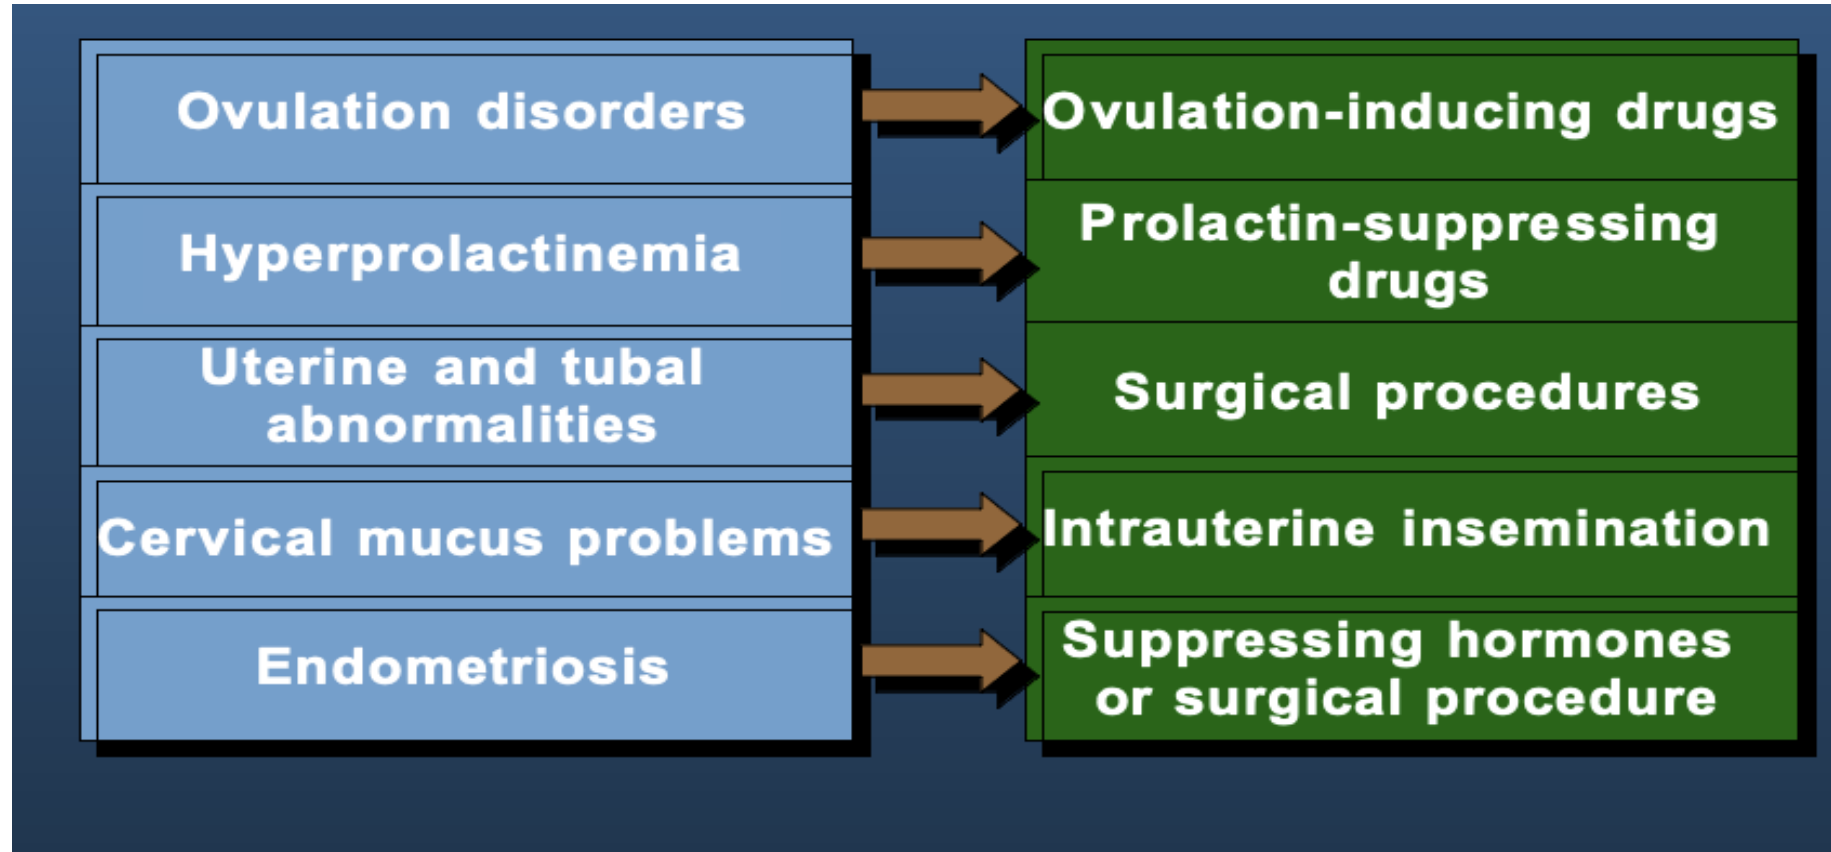 Ovulation disorders
Ovulation-inducing drugs
Hyperprolactinemia
Prolactin-suppressing
drugs
Uterine and tubal
abnormalities
Surgical procedures
Cervical mucus problems
Intrauterine insemination
Endometriosis
Suppressing hormones
or surgical procedure